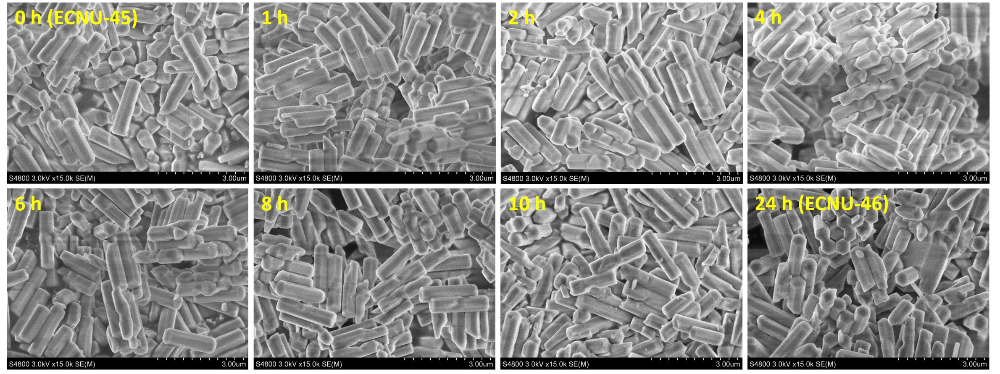 0 h (ECNU-45)
S4800 3.0kV x15.0k SE(M) 3.00um
1 h
S4800 3.0kV x15.0k SE(M) 3.00um
2 h
S4800 3.0kV x15.0k SE(M) 3.00um
4 h
S4800 3.0kV x15.0k SE(M) 3.00um
6 h
S4800 3.0kV x15.0k SE(M) 3.00um
8 h
S4800 3.0kV x15.0k SE(M) 3.00um
10 h
S4800 3.0kV x15.0k SE(M) 3.00um
24 h (ECNU-46)
S4800 3.0kV x15.0k SE(M) 3.00um